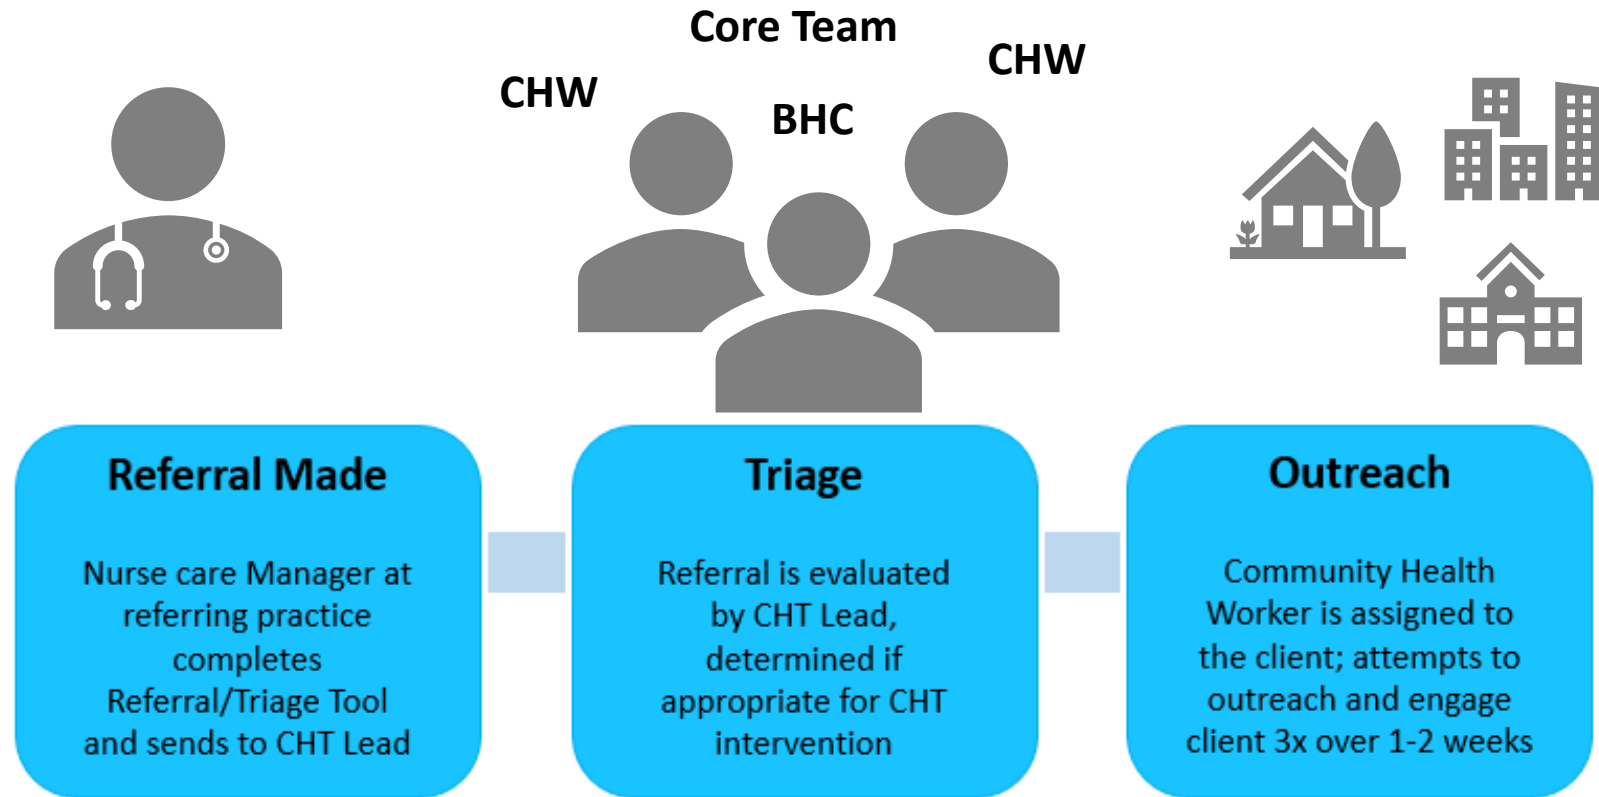 Core Team
CHW
CHW
BHC
Referral Made
Nurse care Manager at
referring practice
completes
Referral/Triage Tool
and sends to CHT Lead
Triage
Referral is evaluated
by CHT Lead,
determined if
appropriate for CHT
intervention
Outreach
Community Health
Worker is assigned to
the client; attempts to
outreach and engage
client 3x over 1-2 weeks